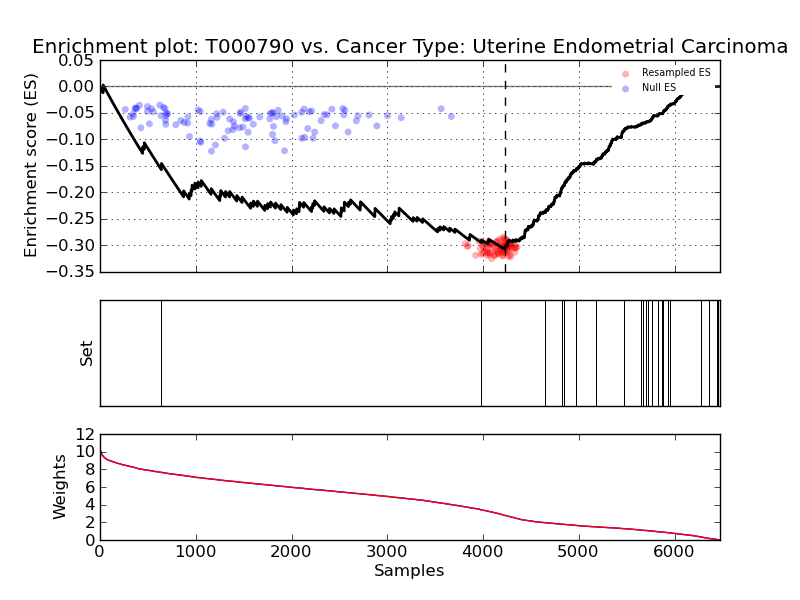 Enrichment plot: T000790 vs. Cancer Type: Uterine Endometrial Carcinoma
Enrichment score (ES)
0.05
0.00
−0.05
−0.10
−0.15
−0.20
−0.25
−0.30
−0.35
Resampled ES
Null ES
Set
Weights
12
10
8
6
4
2
0
0 1000 2000 3000 4000 5000 6000
Samples